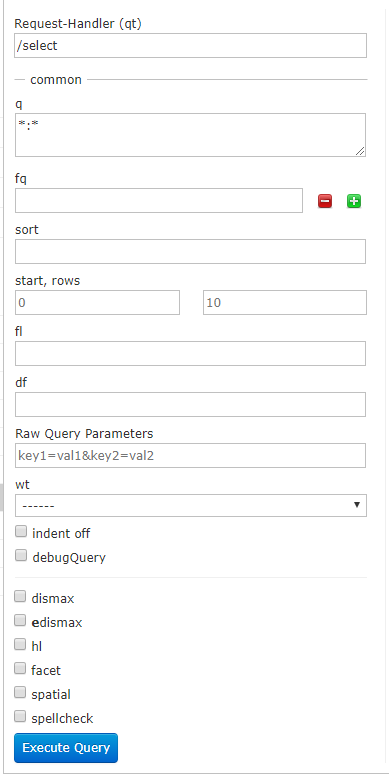 Request-Handler (qt)
/select
common
q
*:*
fq
sort
start, rows
0 10
fl
df
Raw Query Parameters
key1=val1&key2=val2
wt
------
indent off
debugQuery
dismax
edismax
hl
facet
spatial
spellcheck
Execute Query